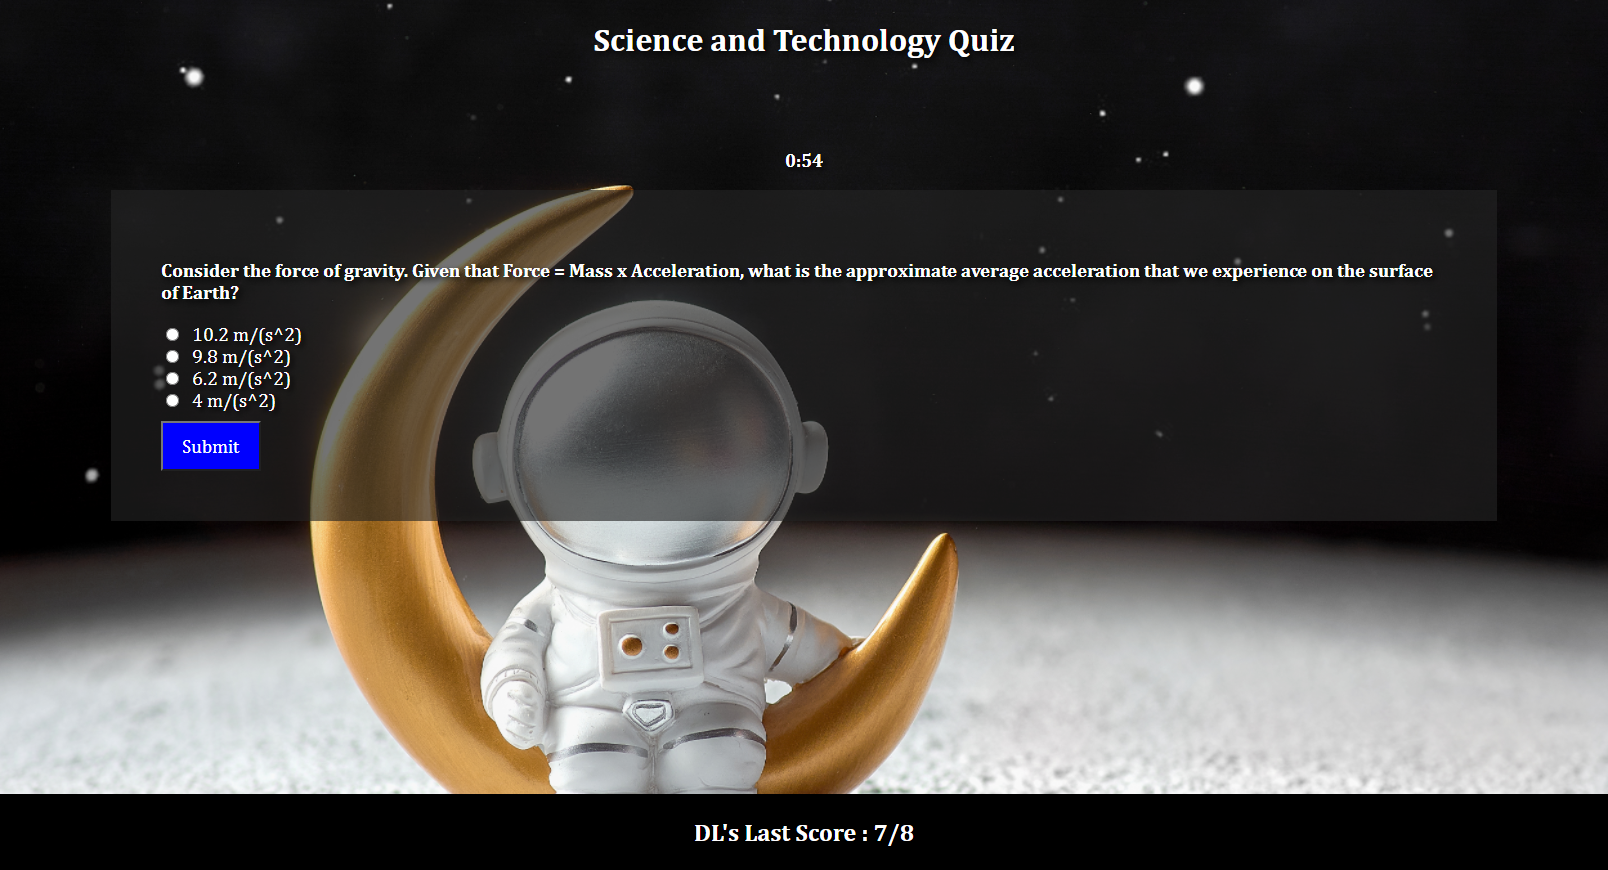 Science and Technology Quiz
0:54
Consider the force of gravity. Given that Force = Mass x Acceleration, what is the approximate average acceleration that we experience on the surface
of Earth?
10.2 m/(s^2)
9.8 m/(s^2)
6.2 m/(s^2)
4 m/(s^2)
Submit
DL's Last Score : 7/8